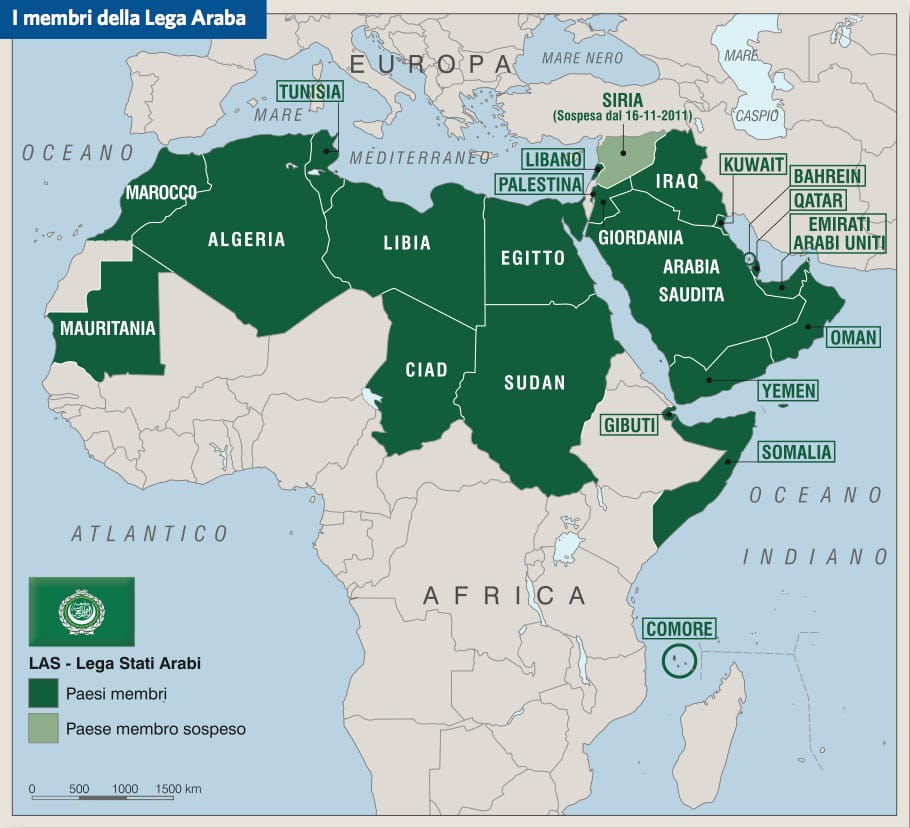 I membri della Lega Araba
EUROPA
MARE NERO
MARE
CASPIO
TUNISIA
MARE
MEDITERRANEO
OCEANO
SIRIA
(Sospesa dal 16-11-2011)
LIBANO
PALESTINA
KUWAIT
BAHREIN
QATAR
EMIRATI
ARABI UNITI
IRAQ
MAROCCO
ALGERIA
LIBIA
EGITTO
GIORDANIA
ARABIA
SAUDITA
MAURITANIA
OMAN
CIAD
SUDAN
YEMEN
GIBUTI
SOMALIA
OCEANO
INDIANO
ATLANTICO
AFRICA
COMORE
LAS - Lega Stati Arabi
Paesi membri
Paese membro sospeso
0 500 1000 1500 km